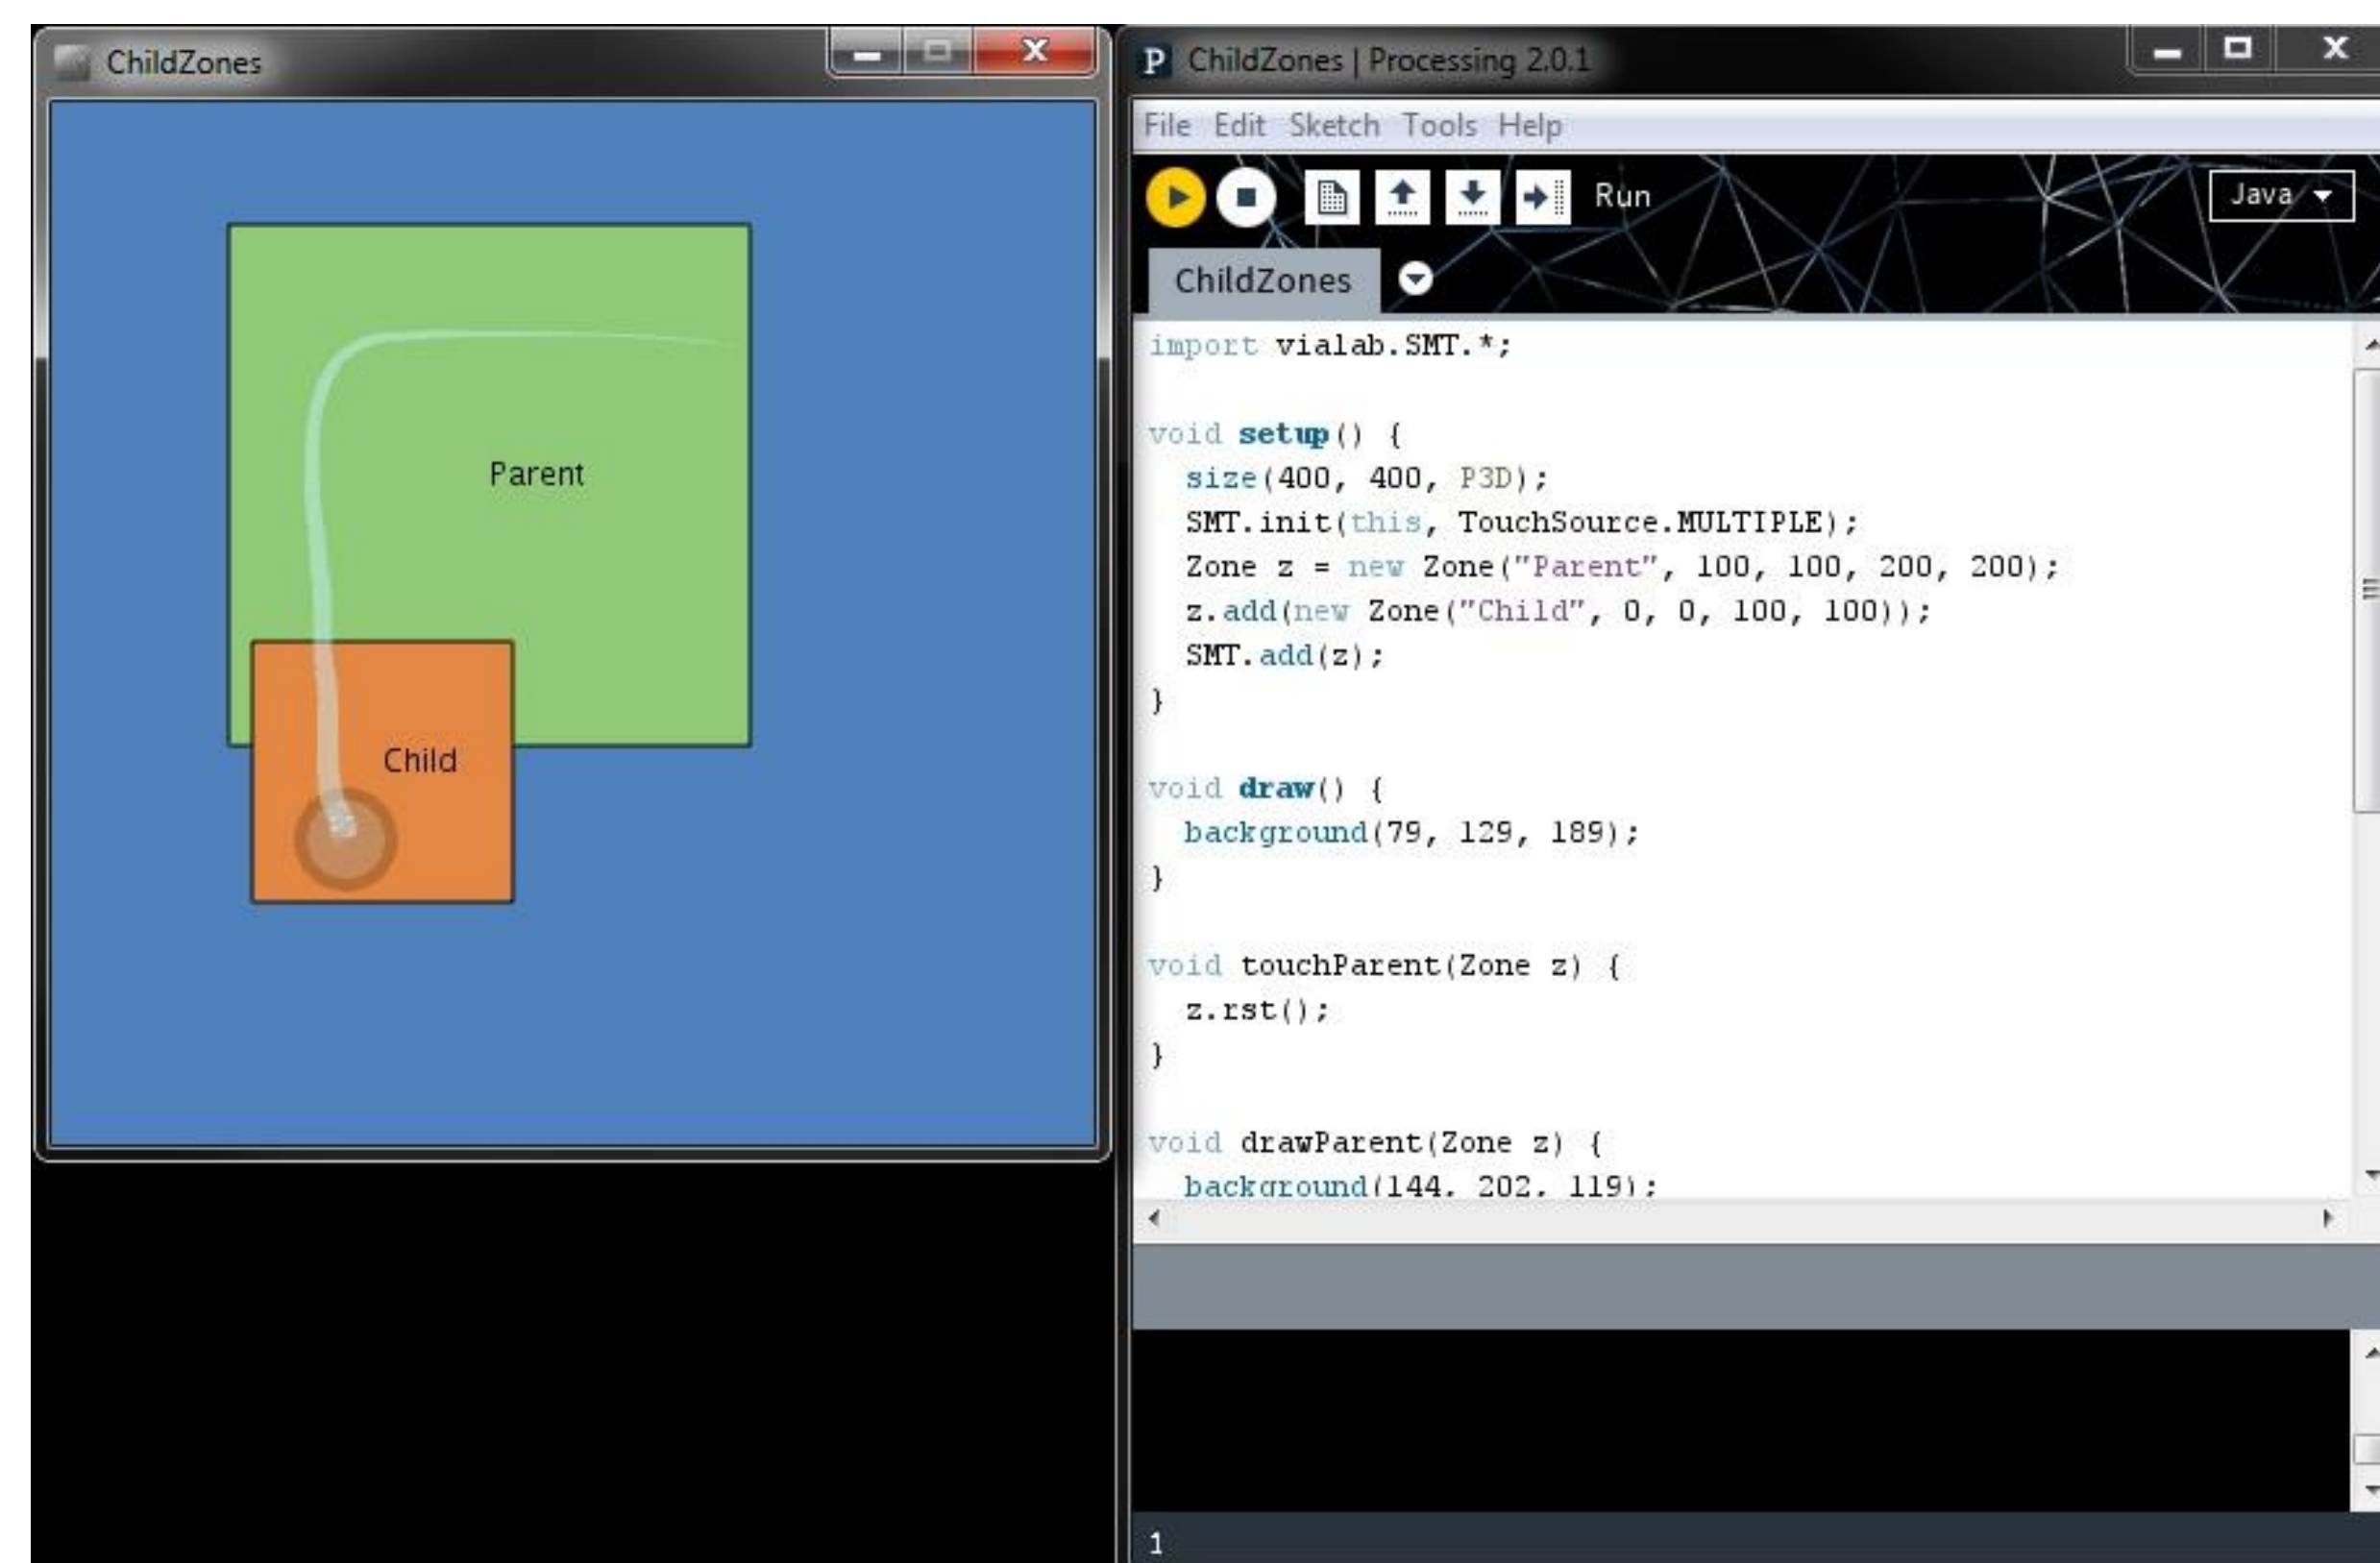 ChildZones
Parent
Child
P ChildZones | Processing 2.0.1
File Edit Sketch Tools Help
Run
Java
ChildZones
import vialab.SMT.*;
void setup() {
size(400, 400, P3D);
SMT.init(this, TouchSource.MULTIPLE);
Zone z = new Zone("Parent", 100, 100, 200, 200);
z.add(new Zone("Child", 0, 0, 100, 100));
SMT.add(z);
}
void draw() {
background(79, 129, 189);
}
void touchParent(Zone z) {
z.rst();
}
void drawParent(Zone z) {
background(144, 202, 119);
1